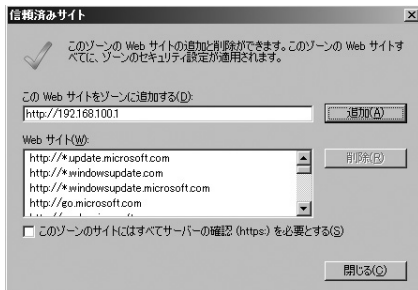 信頼済みサイト
このゾーンの Web サイトの追加と削除ができます。このゾーンの Web サイトす
べてに、ゾーンのセキュリティ設定が適用されます。
この Web サイトをゾーンに追加する(D):
http://192.168.100.1
追加(A)
Web サイト(W):
http://*.update.microsoft.com
http://*.windowsupdate.com
http://*.windowsupdate.microsoft.com
http://go.microsoft.com
削除(R)
このゾーンのサイトにはすべてサーバーの確認 (https:) を必要とする(S)
閉じる(C)